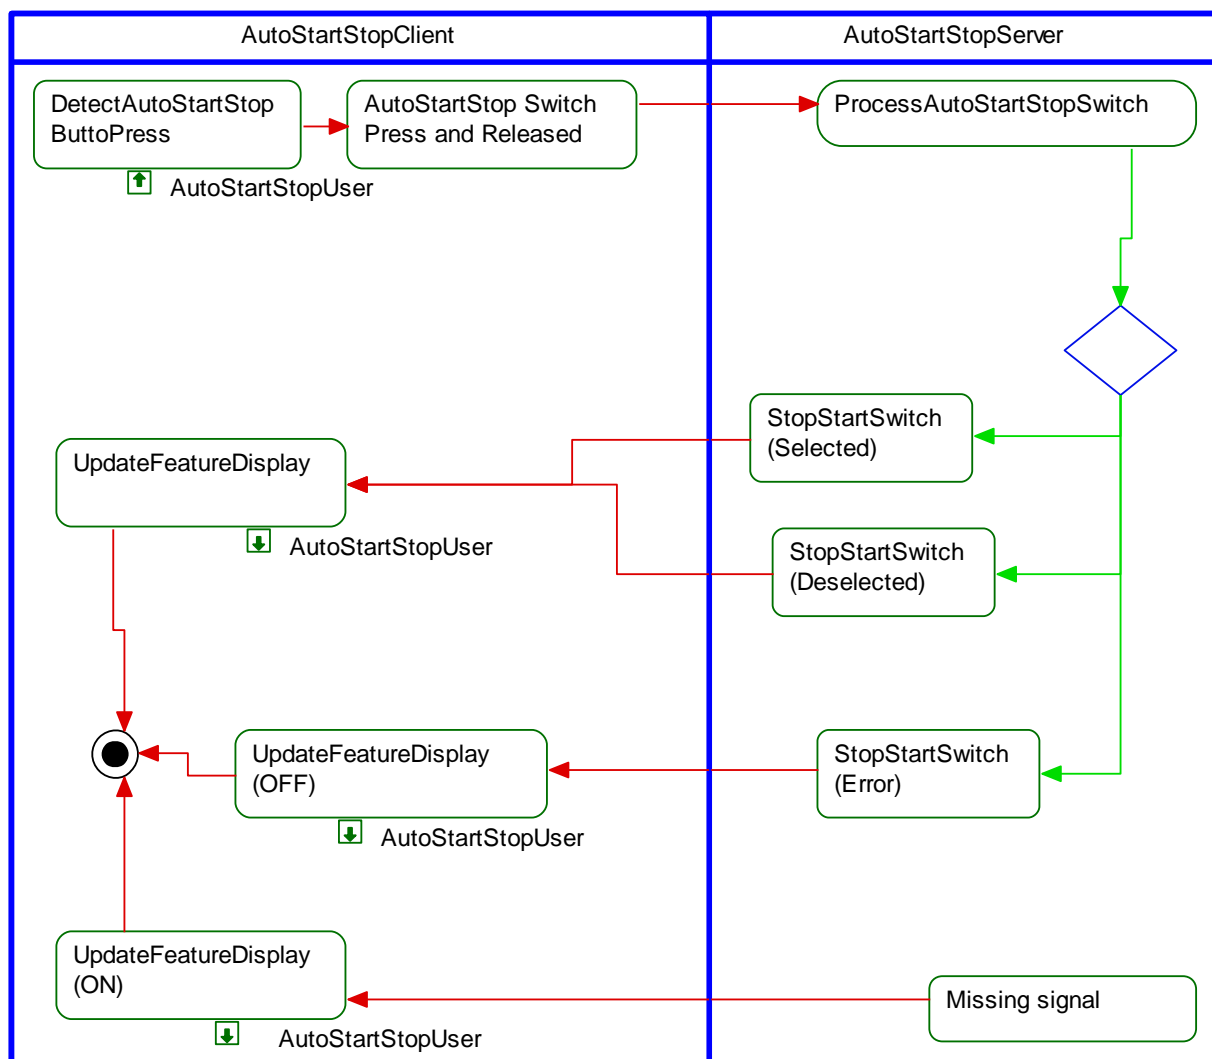 AutoStartStopClient
AutoStartStopServer
DetectAutoStartStop
ButtoPress
AutoStartStop Switch
Press and Released
ProcessAutoStartStopSwitch
AutoStartStopUser
StopStartSwitch
(Selected)
UpdateFeatureDisplay
AutoStartStopUser
StopStartSwitch
(Deselected)
UpdateFeatureDisplay
(OFF)
StopStartSwitch
(Error)
AutoStartStopUser
UpdateFeatureDisplay
(ON)
Missing signal
AutoStartStopUser